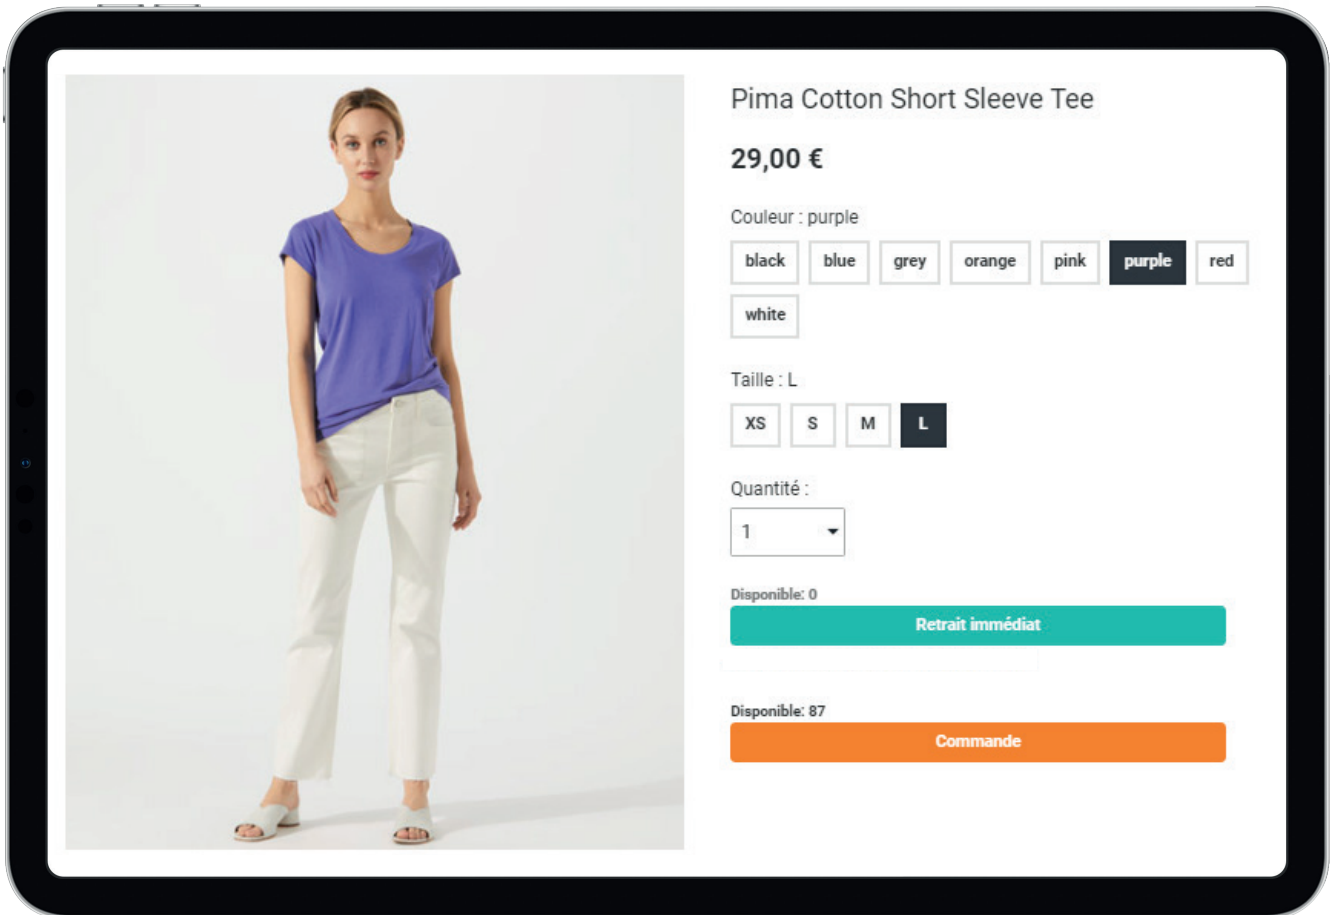 Pima Cotton Short Sleeve Tee
29,00 €
Couleur : purple
black blue grey orange pink purple red
white
Taille : L
XS S M L
Quantité :
1
Disponible: 0
Retrait immédiat
Disponible: 87
Commande